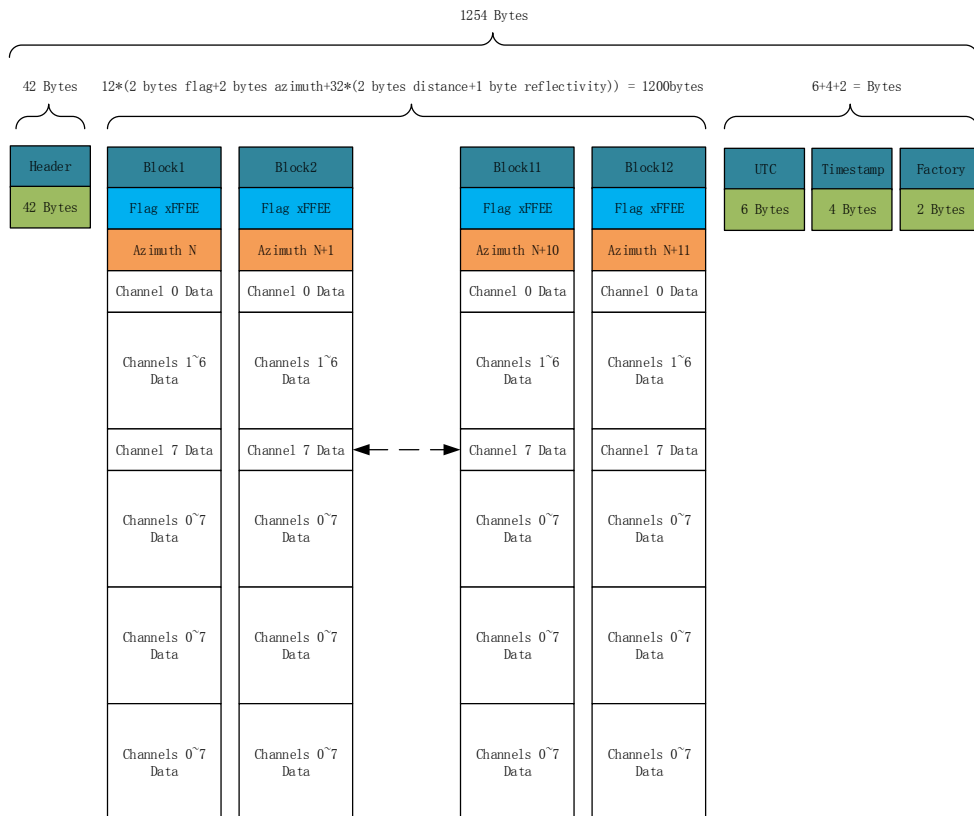 1254 Bytes
42 Bytes
12*(2 bytes flag+2 bytes azimuth+32*(2 bytes distance+1 byte reflectivity)) = 1200bytes
6+4+2 = Bytes
Header
42 Bytes
Block1
Flag xFFEE
Azimuth N
Channel 0 Data
Channels 1~6
Data
Channel 7 Data
Channels 0~7
Data
Channels 0~7
Data
Channels 0~7
Data
Block2
Flag xFFEE
Azimuth N+1
Channel 0 Data
Channels 1~6
Data
Channel 7 Data
Channels 0~7
Data
Channels 0~7
Data
Channels 0~7
Data
Block11
Flag xFFEE
Azimuth N+10
Channel 0 Data
Channels 1~6
Data
Channel 7 Data
Channels 0~7
Data
Channels 0~7
Data
Channels 0~7
Data
Block12
Flag xFFEE
Azimuth N+11
Channel 0 Data
Channels 1~6
Data
Channel 7 Data
Channels 0~7
Data
Channels 0~7
Data
Channels 0~7
Data
UTC
6 Bytes
Timestamp
4 Bytes
Factory
2 Bytes